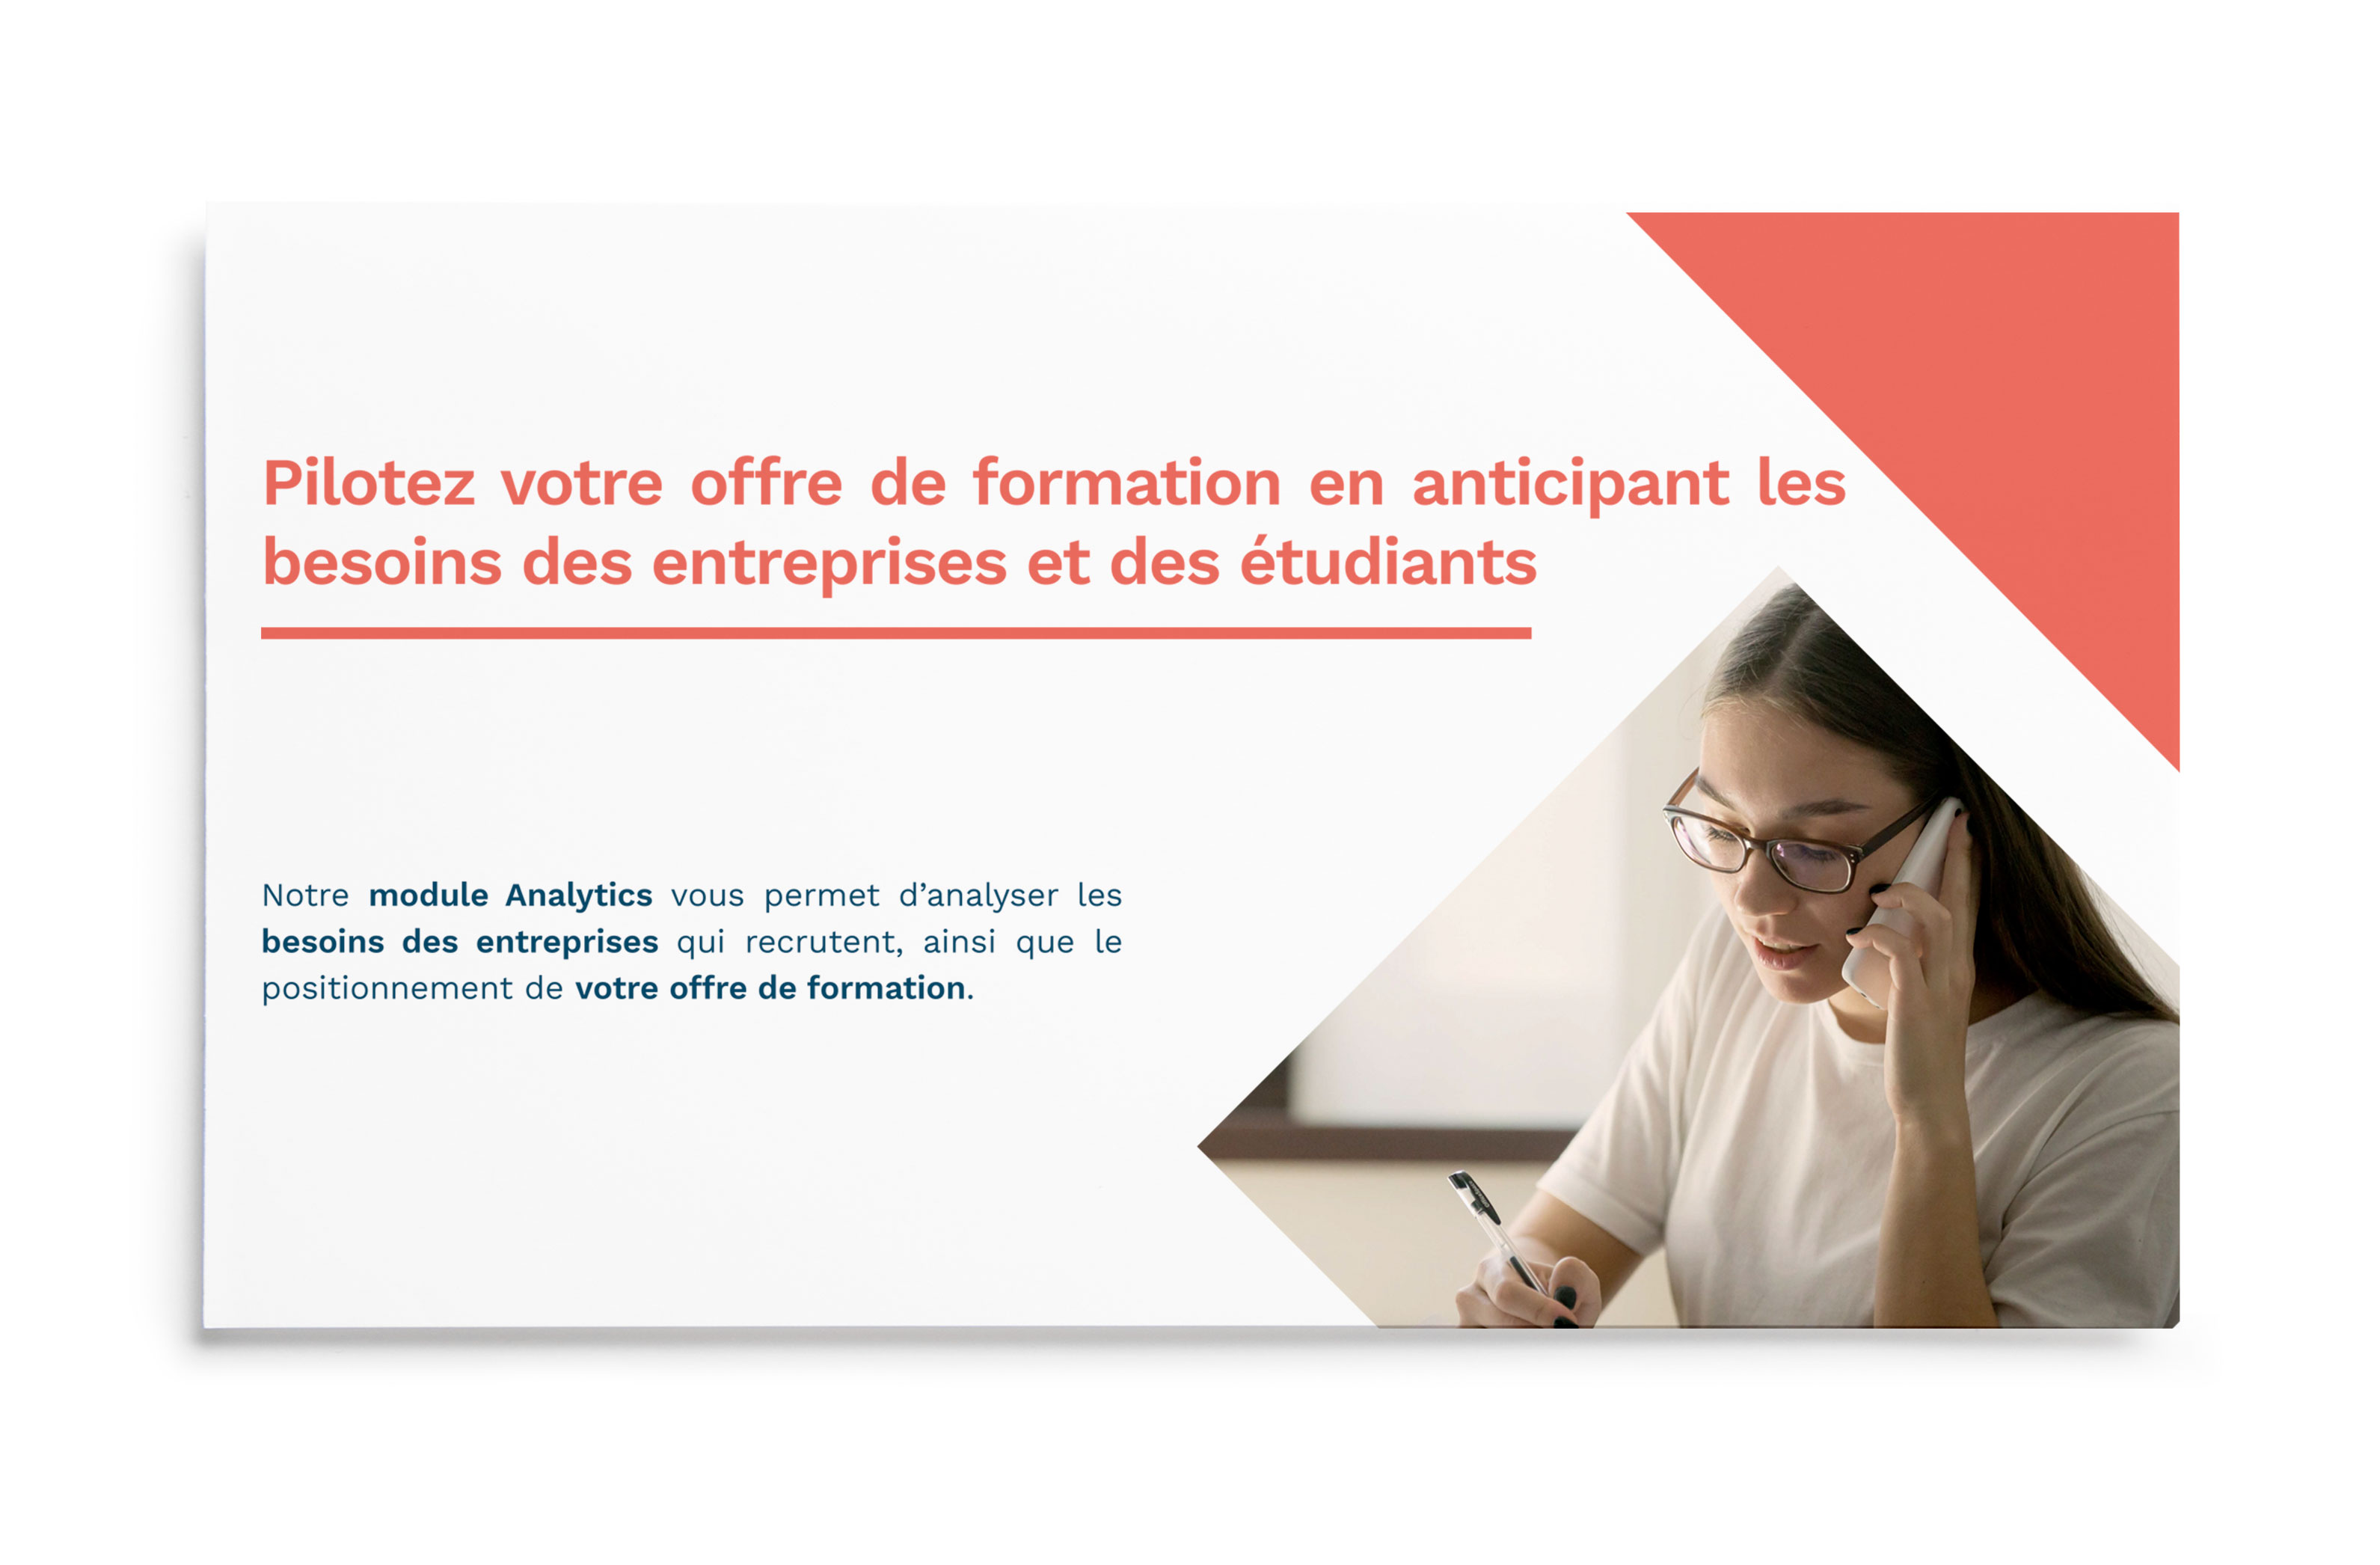 Pilotez votre offre de formation en anticipant les
besoins des entreprises et des étudiants
Notre module Analytics vous permet d’analyser les
besoins des entreprises qui recrutent, ainsi que le
positionnement de votre offre de formation.